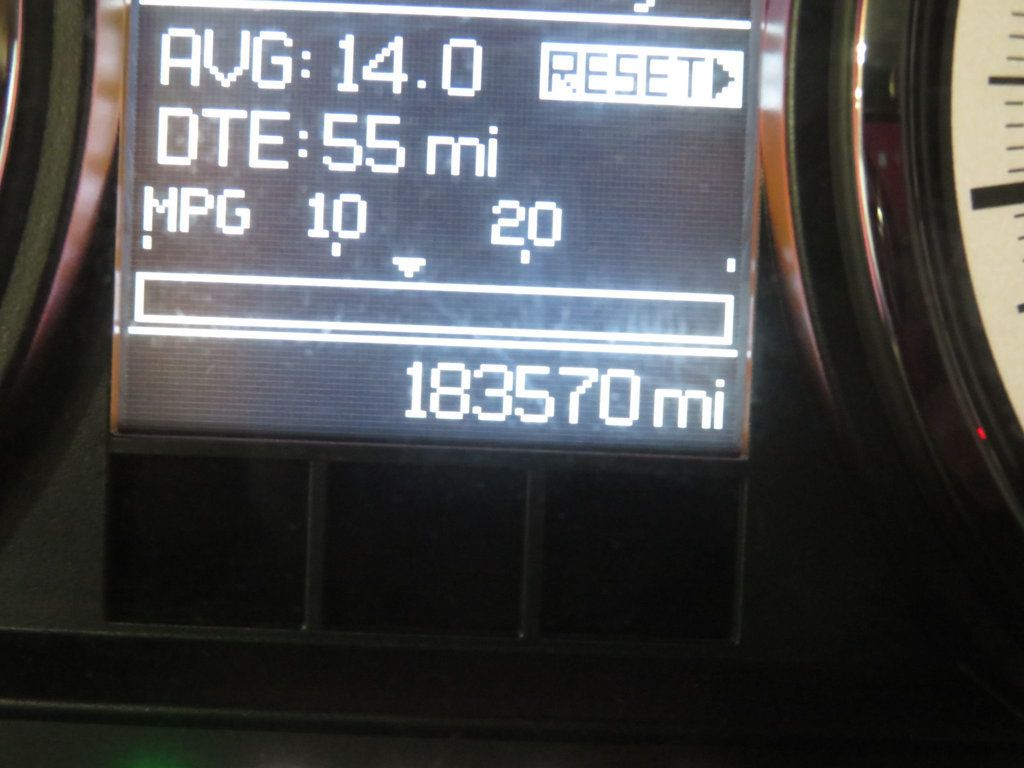 AVG: 14.0 RESET
DTE: 55 mi
MPG 10 20
183570 mi